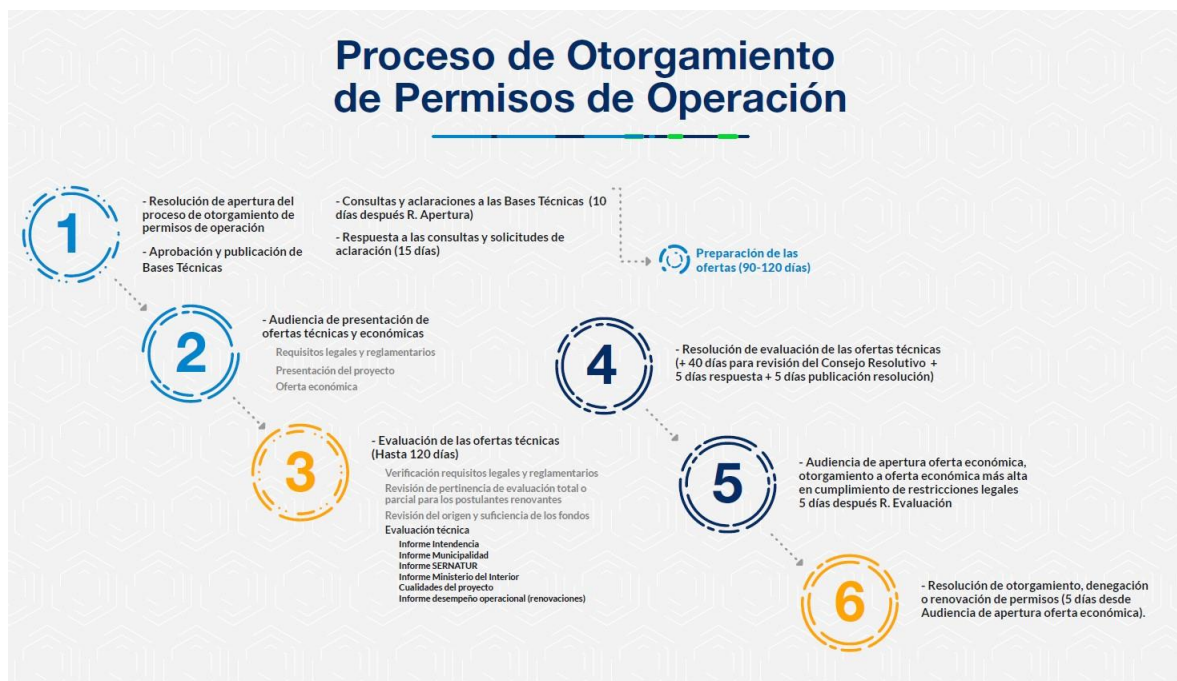 Proceso de Otorgamiento
de Permisos de Operación
1
- Resolución de apertura del
proceso de otorgamiento de
permisos de operación
- Aprobación y publicación de
Bases Técnicas
- Consultas y aclaraciones a las Bases Técnicas (10
días después R. Apertura)
- Respuesta a las consultas y solicitudes de
aclaración (15 días)
Preparación de las
ofertas (90-120 días)
2
- Audiencia de presentación de
ofertas técnicas y económicas
Requisitos legales y reglamentarios
Presentación del proyecto
Oferta económica
3
- Evaluación de las ofertas técnicas
(Hasta 120 días)
Verificación requisitos legales y reglamentarios
Revisión de pertinencia de evaluación total o
parcial para los postulantes renovantes
Revisión del origen y suficiencia de los fondos
Evaluación técnica
Informe Intendencia
Informe Municipalidad
Informe SERNATUR
Informe Ministerio del Interior
Cualidades del proyecto
Informe desempeño operacional (renovaciones)
4
- Resolución de evaluación de las ofertas técnicas
(+ 40 días para revisión del Consejo Resolutivo +
5 días respuesta + 5 días publicación resolución)
5
- Audiencia de apertura oferta económica,
otorgamiento a oferta económica más alta
en cumplimiento de restricciones legales
5 días después R. Evaluación
6
- Resolución de otorgamiento, denegación
o renovación de permisos (5 días desde
Audiencia de apertura oferta económica).